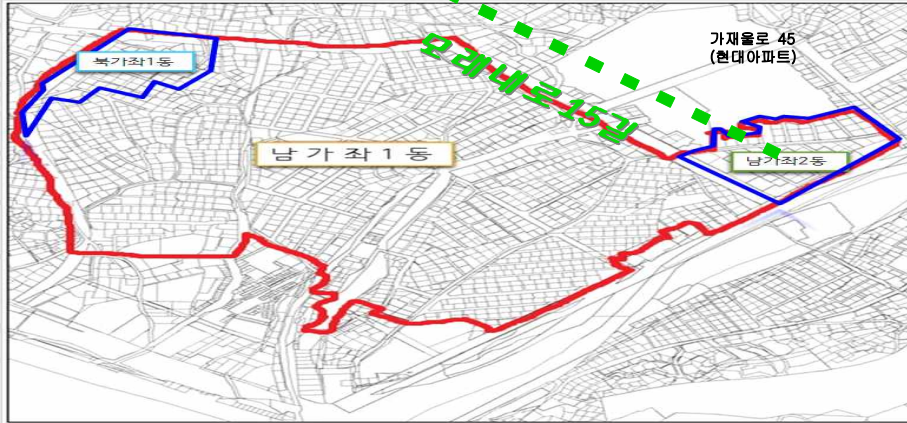 가재울로 45
(현대아파트)
북가좌1동
모래내로15길
남 가 좌 1 동
남가좌2동